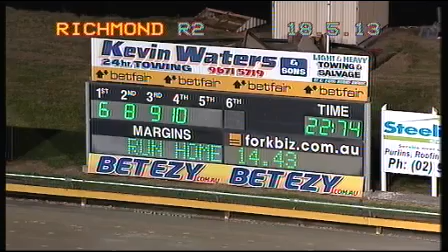 RICHMOND R2 18.5.13
Kevin Waters & SONS
24hr. TOWING 9671 5719
LIGHT & HEAVY
TOWING &
SALVAGE
betfair betfair betfair betfair
1ST 2ND 3RD 4TH 5TH 6TH TIME
6 8 9 10 22:74
MARGINS forkbiz.com.au
RUN HOME 14.43
BETEZY.COM.AU BETEZY.COM.AU
Steel
Purlins, Roofing
Ph: (02)